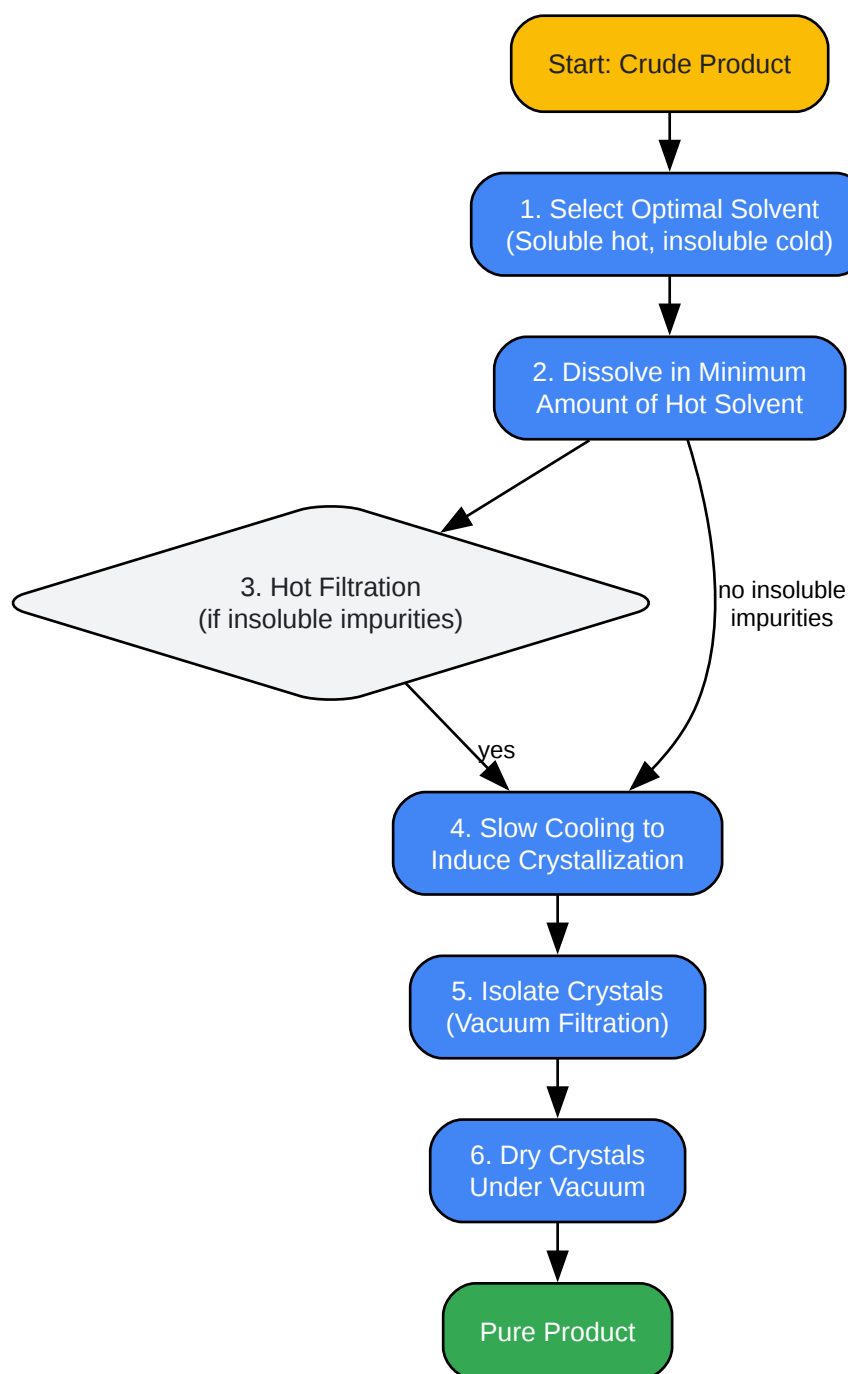 Start: Crude Product
1. Select Optimal Solvent
(Soluble hot, insoluble cold)
2. Dissolve in Minimum
Amount of Hot Solvent
3. Hot Filtration
(if insoluble impurities)
no insoluble
impurities
yes
4. Slow Cooling to
Induce Crystallization
5. Isolate Crystals
(Vacuum Filtration)
6. Dry Crystals
Under Vacuum
Pure Product